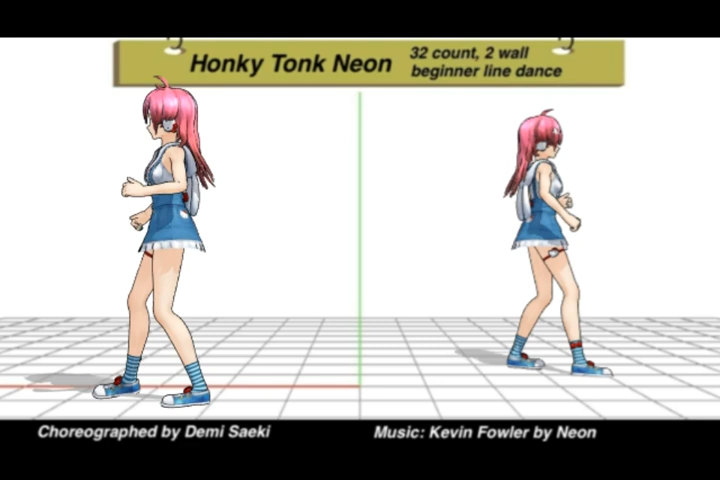 Honky Tonk Neon
32 count, 2 wall
beginner line dance
Choreographed by Demi Saeki
Music: Kevin Fowler by Neon